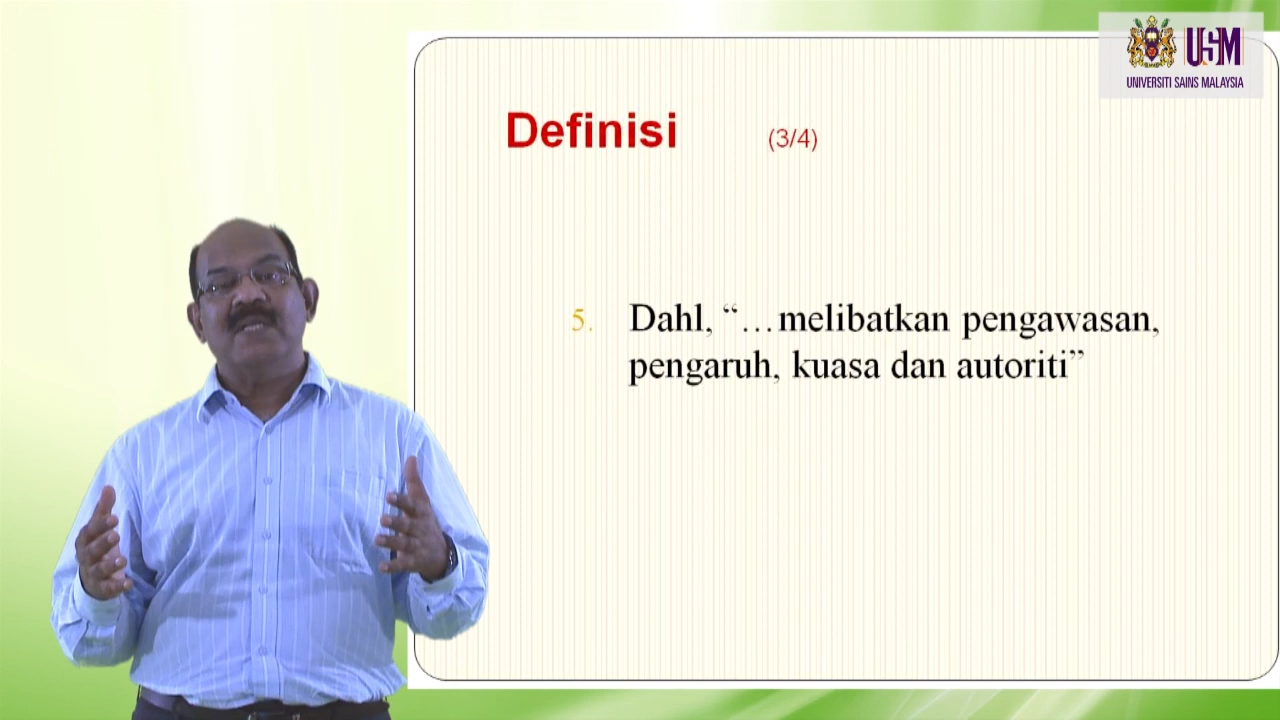 USM
UNIVERSITI SAINS MALAYSIA
Definisi (3/4)
5. Dahl, “…melibatkan pengawasan,
pengaruh, kuasa dan autoriti”